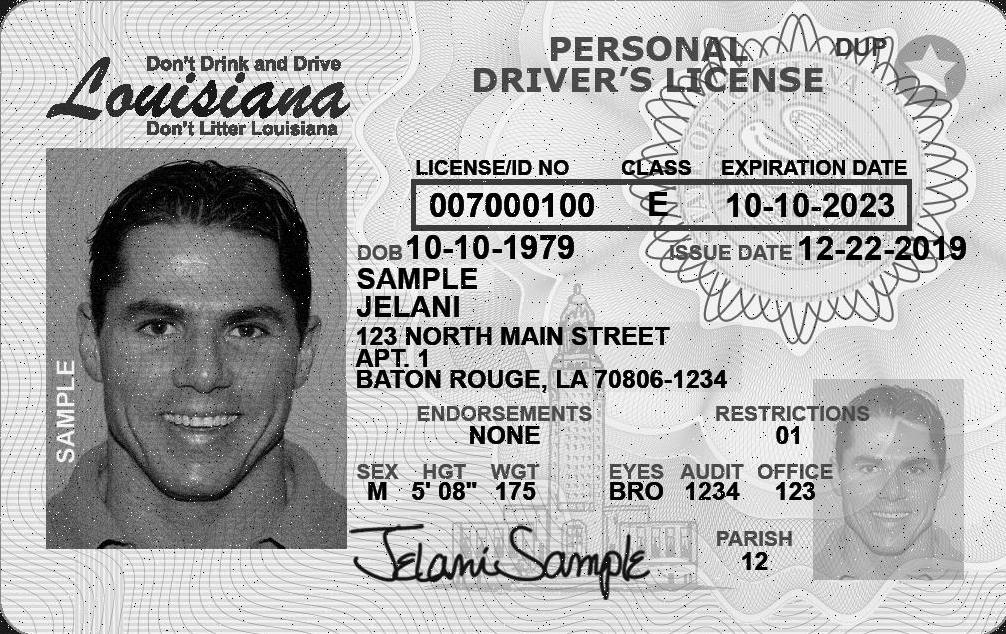 Don't Drink and Drive
Louisiana
Don't Litter Louisiana
PERSONAL DUP
DRIVER'S LICENSE
LICENSE/ID NO CLASS EXPIRATION DATE
007000100 E 10-10-2023
DOB 10-10-1979 ISSUE DATE 12-22-2019
SAMPLE
JELANI
123 NORTH MAIN STREET
APT. 1
BATON ROUGE, LA 70806-1234
ENDORSEMENTS RESTRICTIONS
NONE 01
SEX HGT WGT EYES AUDIT OFFICE
M 5' 08" 175 BRO 1234 123
PARISH
12
Jelani Sample
SAMPLE